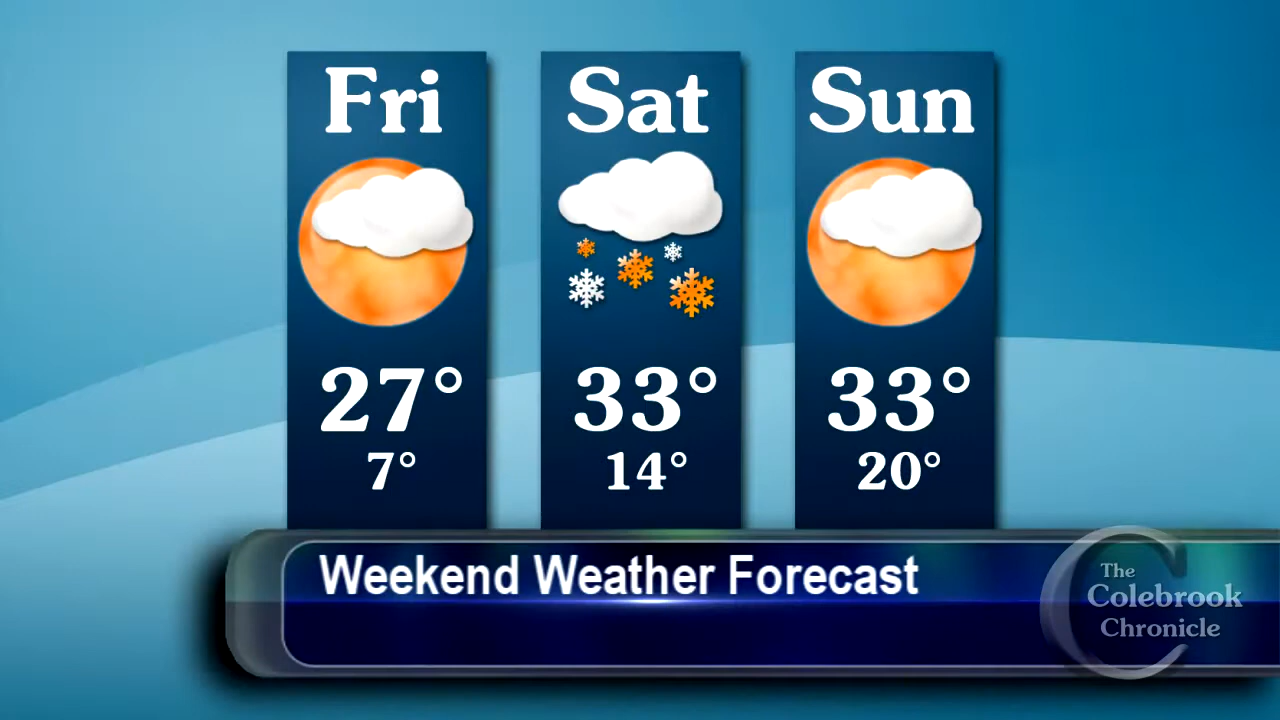 Fri
27°
7°
Sat
33°
14°
Sun
33°
20°
Weekend Weather Forecast
The
Colebrook
Chronicle